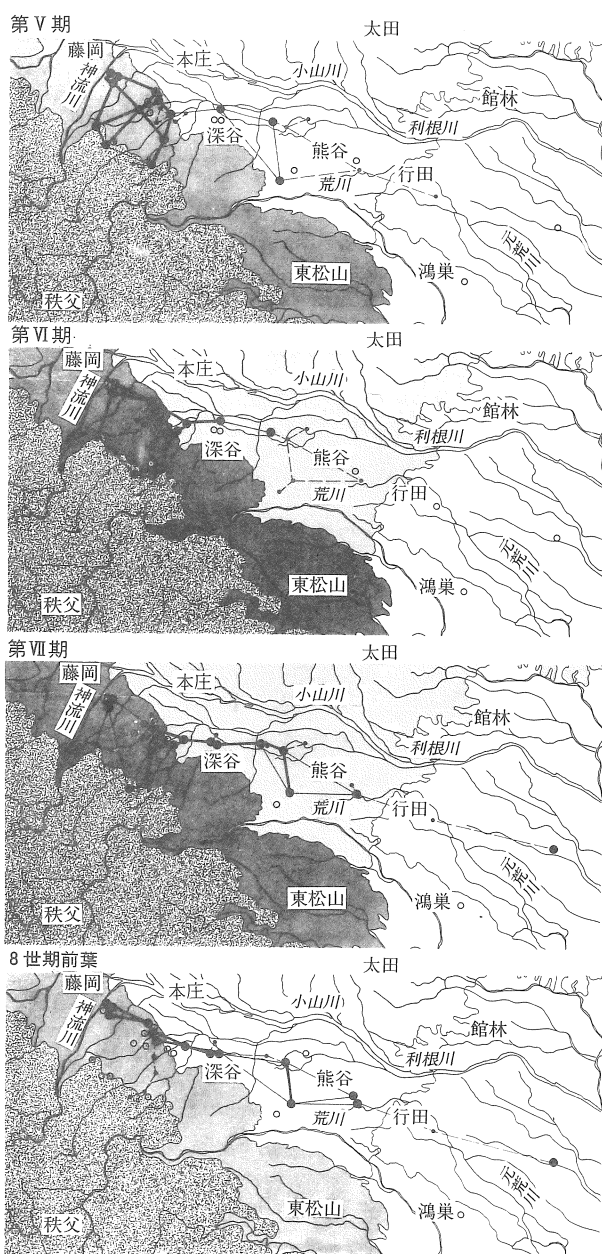 第Ⅴ期
太田
藤岡
本庄
神流川
小山川
館林
利根川
深谷
熊谷
行田
荒川
元荒川
東松山
鴻巣
秩父
第Ⅵ期
太田
藤岡
本庄
神流川
小山川
館林
利根川
深谷
熊谷
行田
荒川
元荒川
東松山
鴻巣
秩父
第Ⅶ期
太田
藤岡
本庄
神流川
小山川
館林
利根川
深谷
熊谷
行田
荒川
元荒川
東松山
鴻巣
秩父
8世期前葉
太田
藤岡
本庄
神流川
小山川
館林
利根川
深谷
熊谷
行田
荒川
元荒川
東松山
鴻巣
秩父